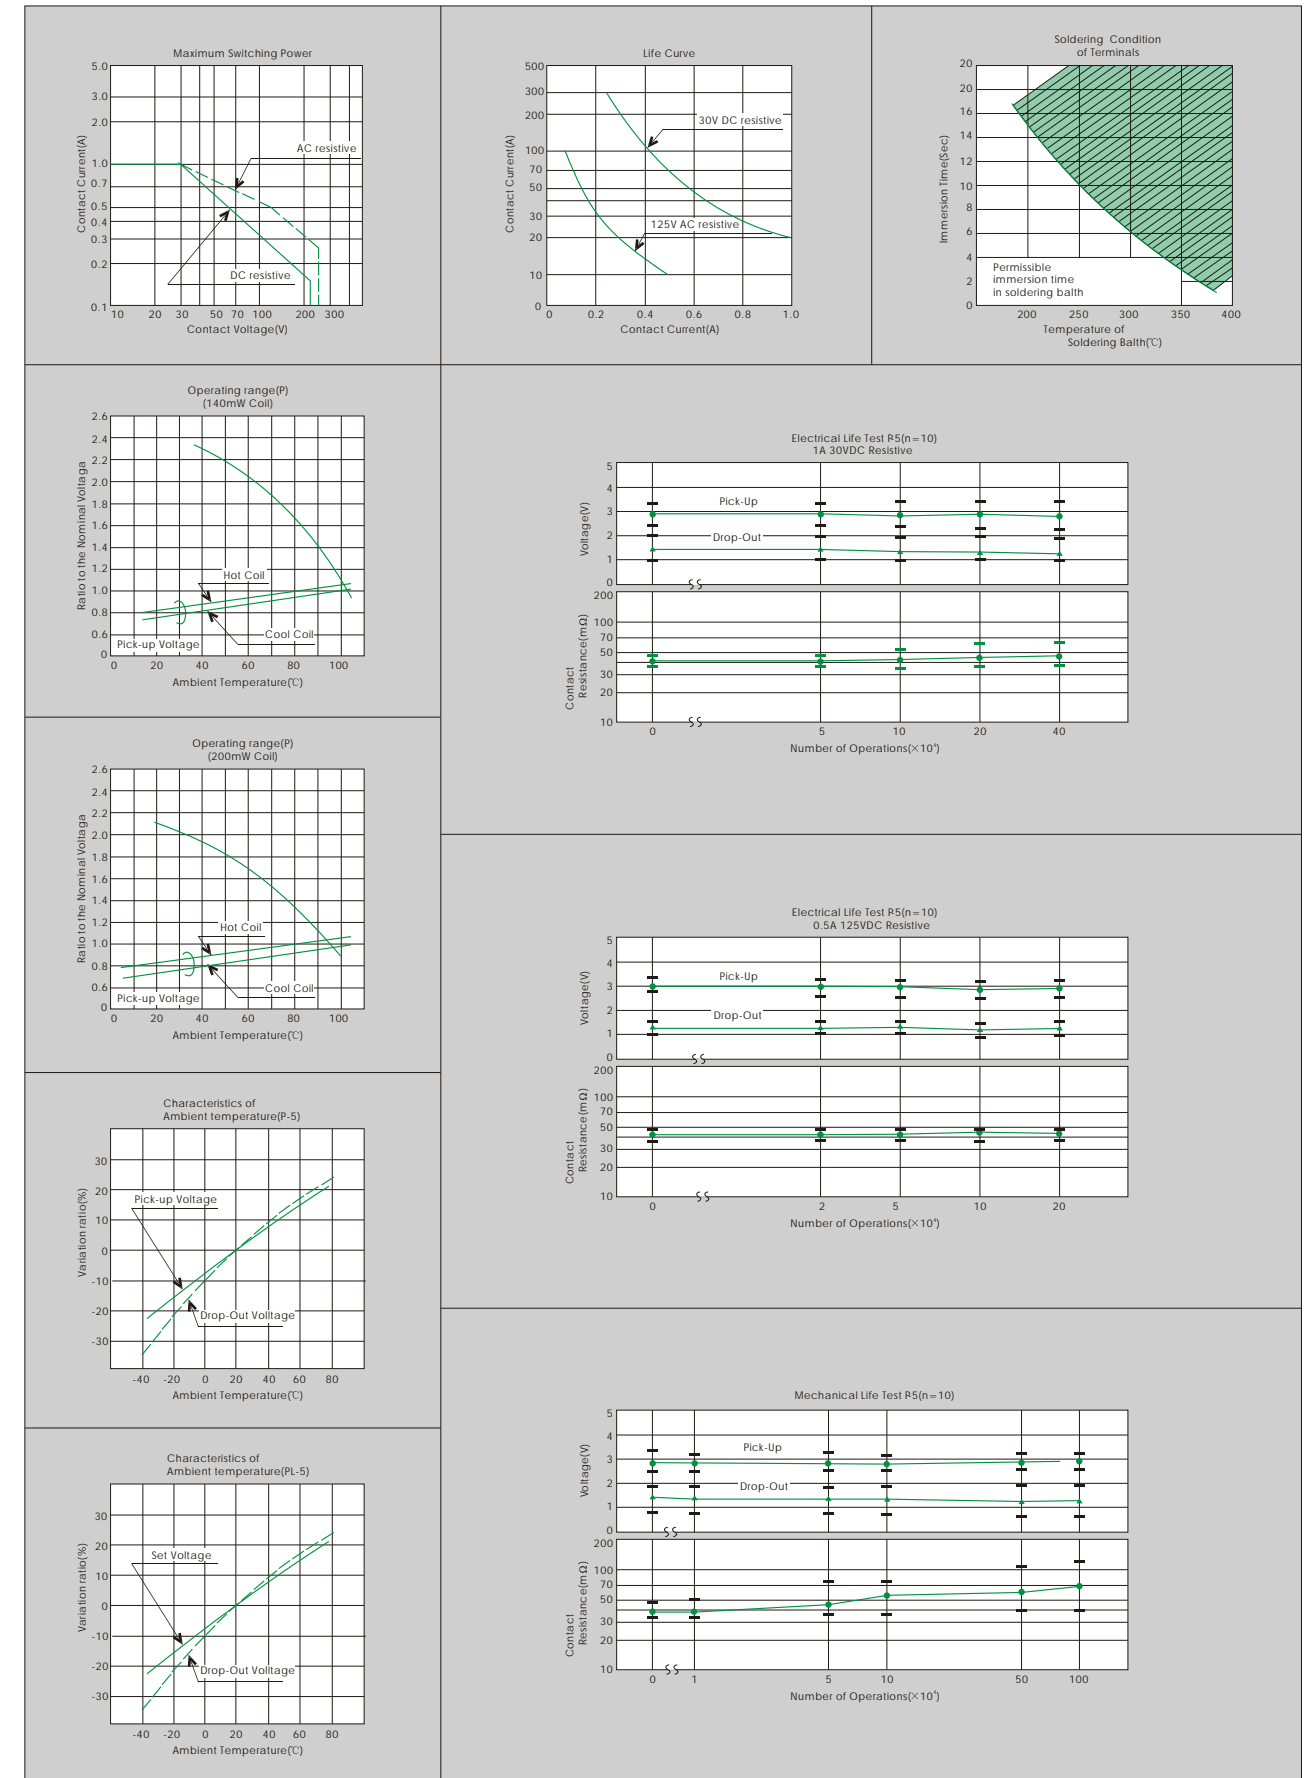 Maximum Switching Power
Contact Current(A)
5.0
3.0
2.0
1.0
0.7
0.5
0.4
0.3
0.2
0.1
AC resistive
DC resistive
10 20 30 50 70 100 200 300
Contact Voltage(V)
Life Curve
Contact Current(A)
500
300
200
100
70
50
30
20
10
0
30V DC resistive
125V AC resistive
0 0.2 0.4 0.6 0.8 1.0
Contact Current(A)
Soldering Condition
of Terminals
Immersion Time(Sec)
20
20
16
14
12
10
8
6
4
2
0
Permissible
immersion time
in soldering balth
200 250 300 350 400
Temperature of
Soldering Balth(℃)
Operating range(P)
(140mW Coil)
Ratio to the Nominal Voltaga
2.6
2.4
2.2
2.0
1.8
1.6
1.4
1.2
1.0
0.8
0.6
0
Hot Coil
Cool Coil
Pick-up Voltage
0 20 40 60 80 100
Ambient Temperature(℃)
Electrical Life Test P-5(n=10)
1A 30VDC Resistive
Voltage(V)
5
4
3
2
1
0
Pick-Up
Drop-Out
Contact
Resistance(mΩ)
200
100
70
50
30
20
10
0 5 10 20 40
Number of Operations(×10⁴)
Operating range(P)
(200mW Coil)
Ratio to the Nominal Voltaga
2.6
2.4
2.2
2.0
1.8
1.6
1.4
1.2
1.0
0.8
0.6
0
Hot Coil
Cool Coil
Pick-up Voltage
0 20 40 60 80 100
Ambient Temperature(℃)
Electrical Life Test P-5(n=10)
0.5A 125VDC Resistive
Voltage(V)
5
4
3
2
1
0
Pick-Up
Drop-Out
Contact
Resistance(mΩ)
200
100
70
50
30
20
10
0 2 5 10 20
Number of Operations(×10⁴)
Characteristics of
Ambient temperature(P-5)
Variation ratio(%)
30
20
10
0
-10
-20
-30
Pick-up Voltage
Drop-Out Voltage
-40 -20 0 20 40 60 80
Ambient Temperature(℃)
Mechanical Life Test P-5(n=10)
Voltage(V)
5
4
3
2
1
0
Pick-Up
Drop-Out
Contact
Resistance(mΩ)
200
100
70
50
30
20
10
0 1 5 10 50 100
Number of Operations(×10⁴)
Characteristics of
Ambient temperature(PL-5)
Variation ratio(%)
30
20
10
0
-10
-20
-30
Set Voltage
Drop-Out Voltage
-40 -20 0 20 40 60 80
Ambient Temperature(℃)